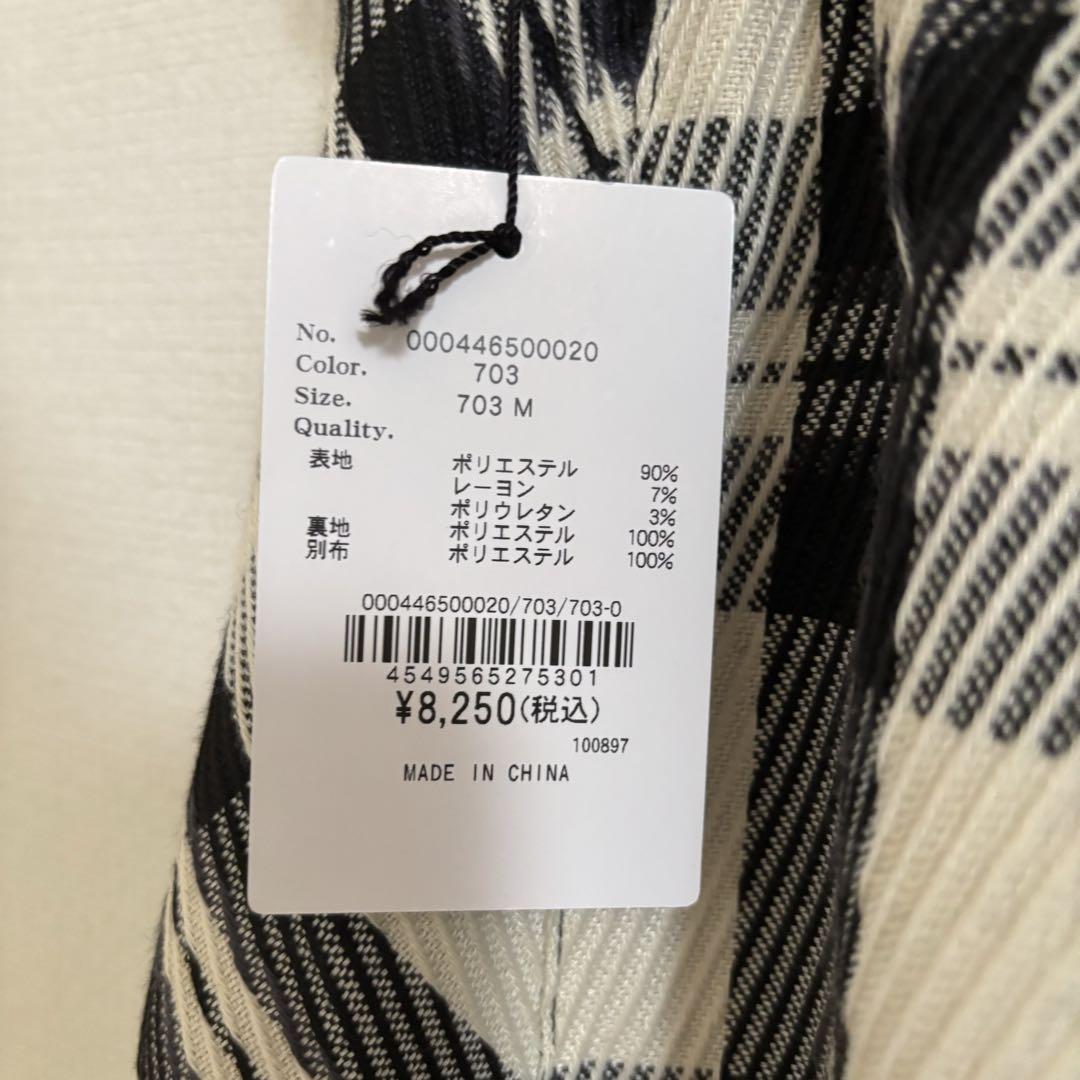 No. 000446500020
Color. 703
Size. 703 M
Quality.
表地 ポリエステル 90%
レーヨン 7%
ポリウレタン 3%
裏地 ポリエステル 100%
別布 ポリエステル 100%
000446500020/703/703-0
4549565275301
¥8,250(税込)
100897
MADE IN CHINA